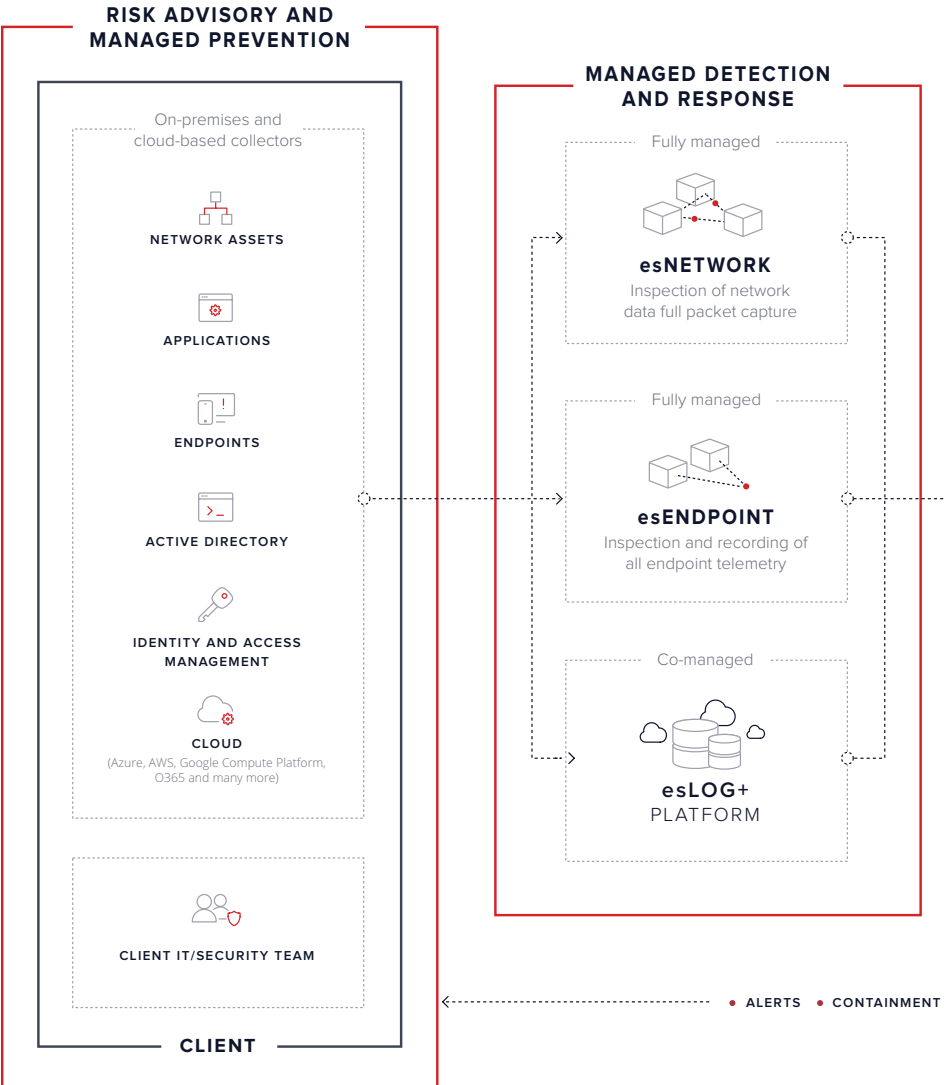 RISK ADVISORY AND
MANAGED PREVENTION
On-premises and
cloud-based collectors
NETWORK ASSETS
APPLICATIONS
ENDPOINTS
ACTIVE DIRECTORY
IDENTITY AND ACCESS
MANAGEMENT
CLOUD
(Azure, AWS, Google Compute Platform,
O365 and many more)
CLIENT IT/SECURITY TEAM
CLIENT
MANAGED DETECTION
AND RESPONSE
Fully managed
esNETWORK
Inspection of network
data full packet capture
Fully managed
esENDPOINT
Inspection and recording of
all endpoint telemetry
Co-managed
esLOG+
PLATFORM
ALERTS
CONTAINMENT